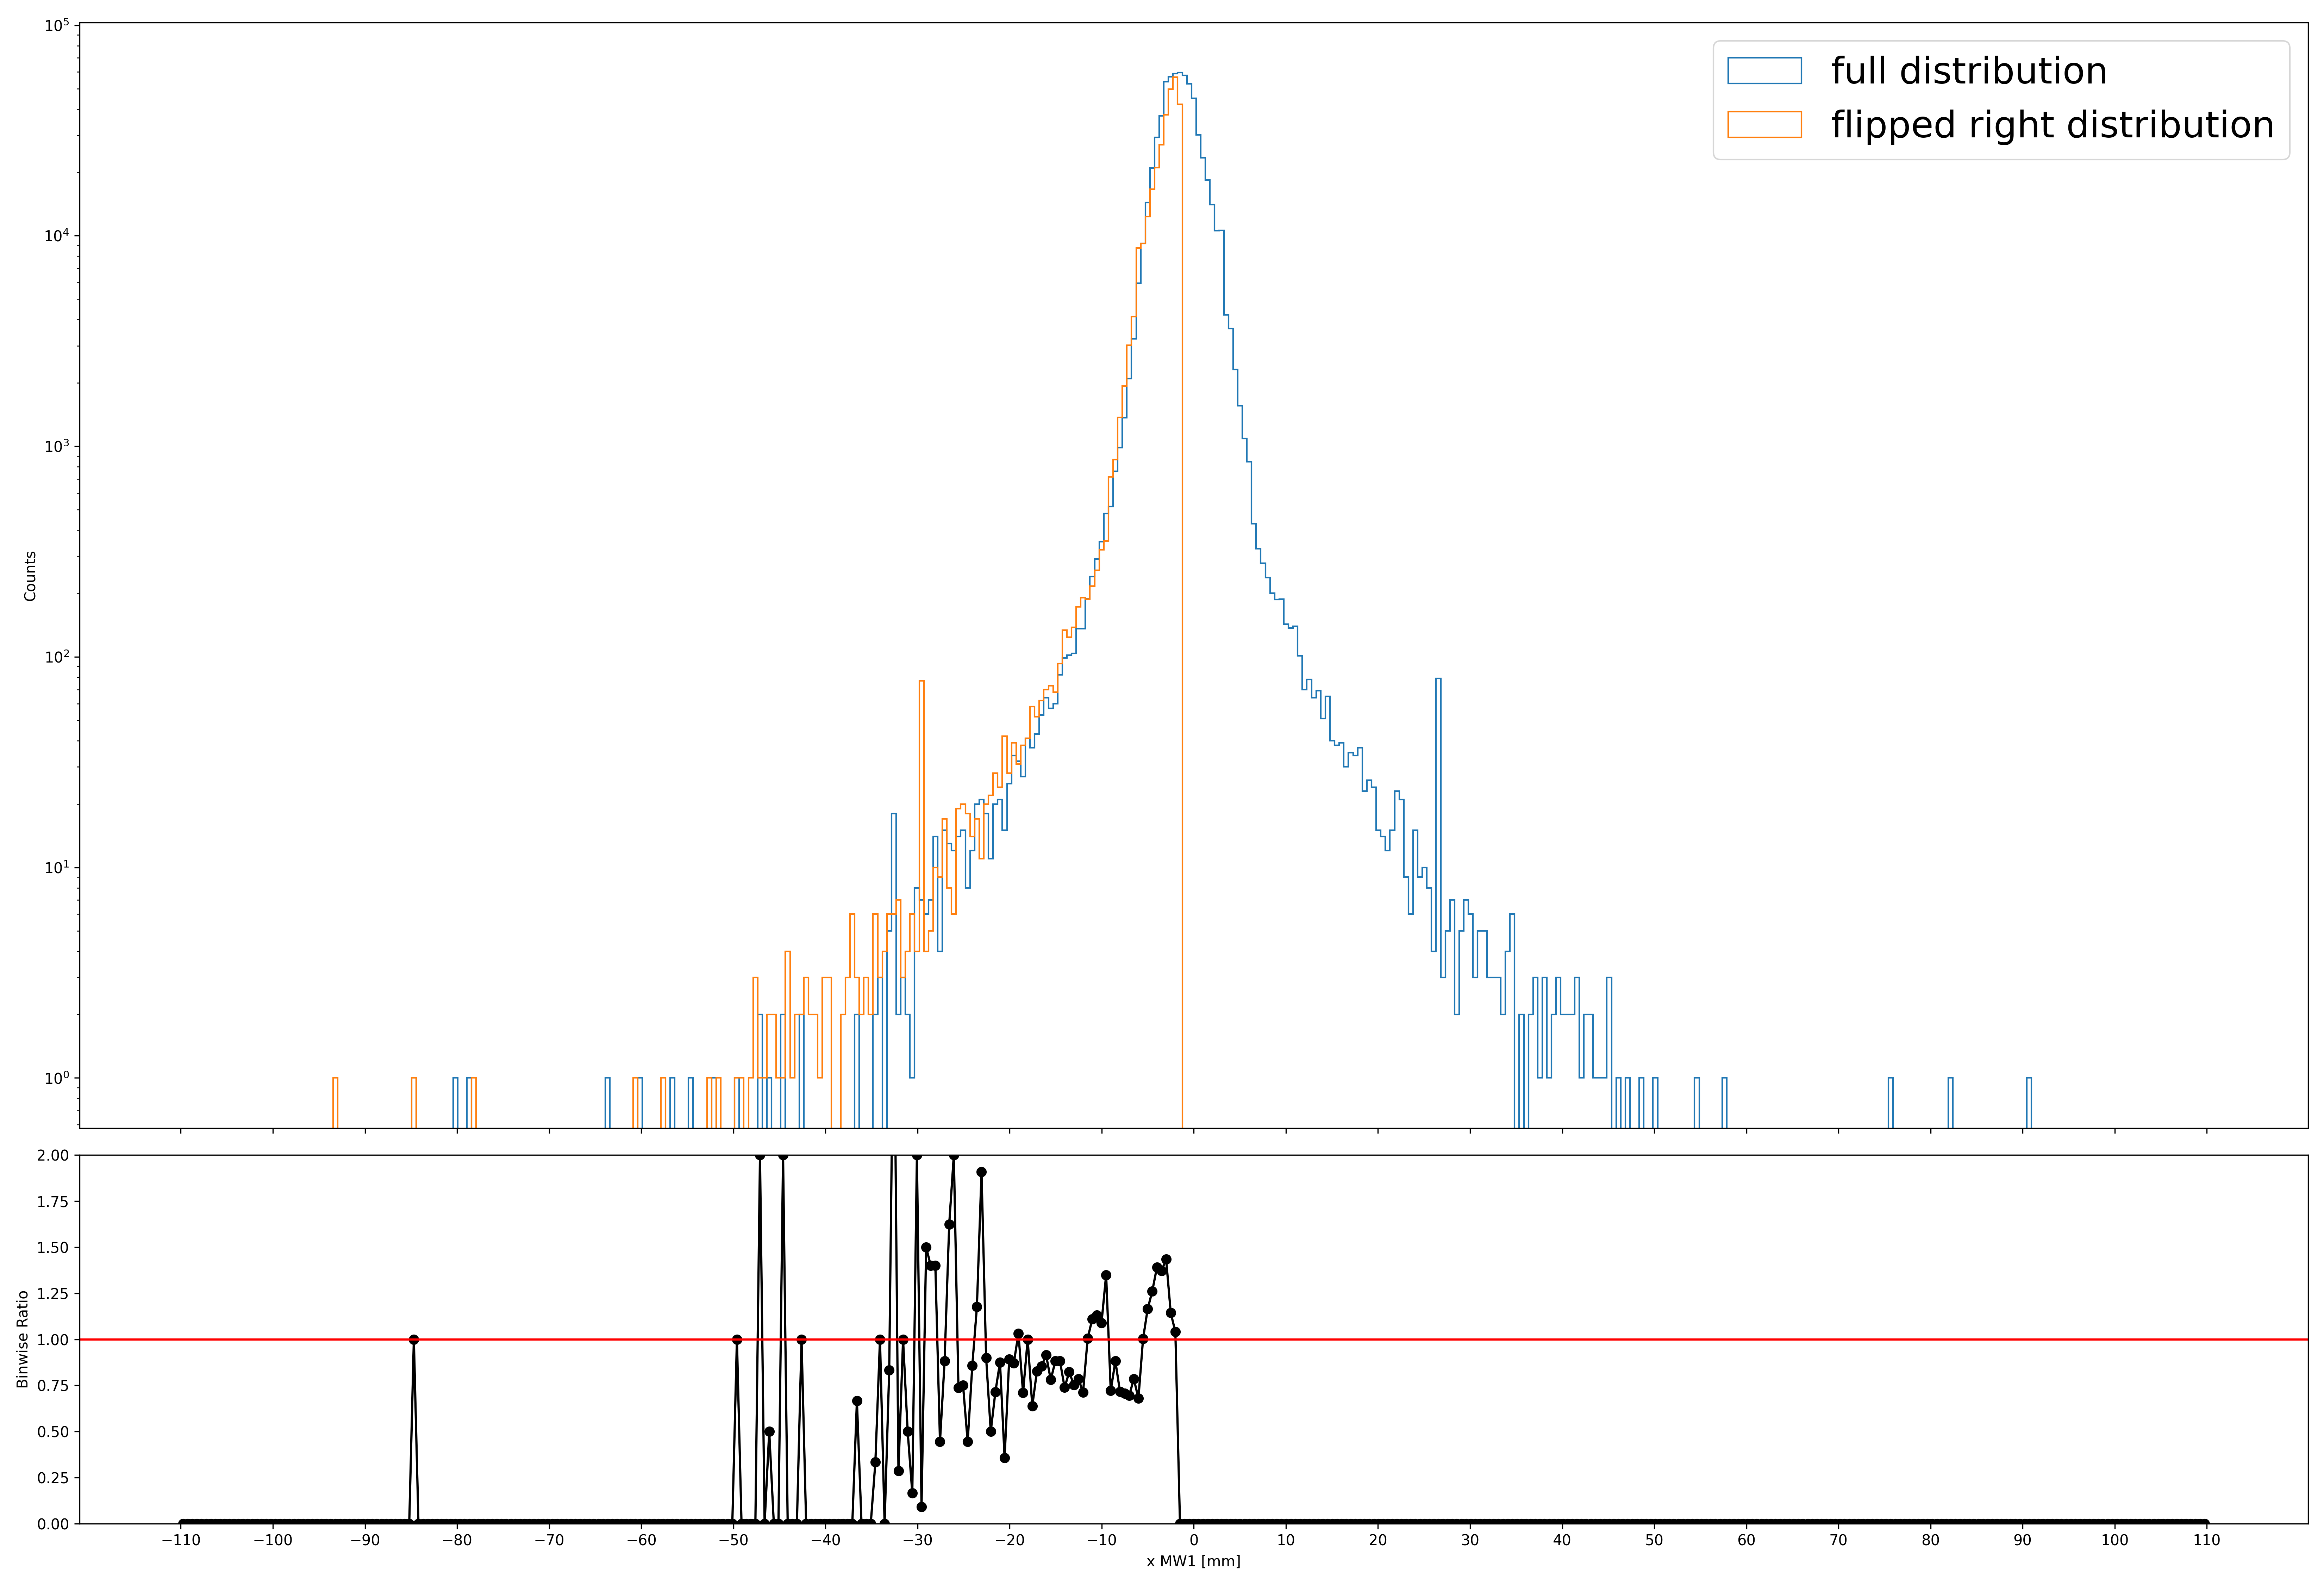 10⁵
10⁴
10³
10²
10¹
10⁰
Counts
full distribution
flipped right distribution
2.00
1.75
1.50
1.25
1.00
0.75
0.50
0.25
0.00
Binwise Ratio
−110 −100 −90 −80 −70 −60 −50 −40 −30 −20 −10 0 10 20 30 40 50 60 70 80 90 100 110
x MW1 [mm]